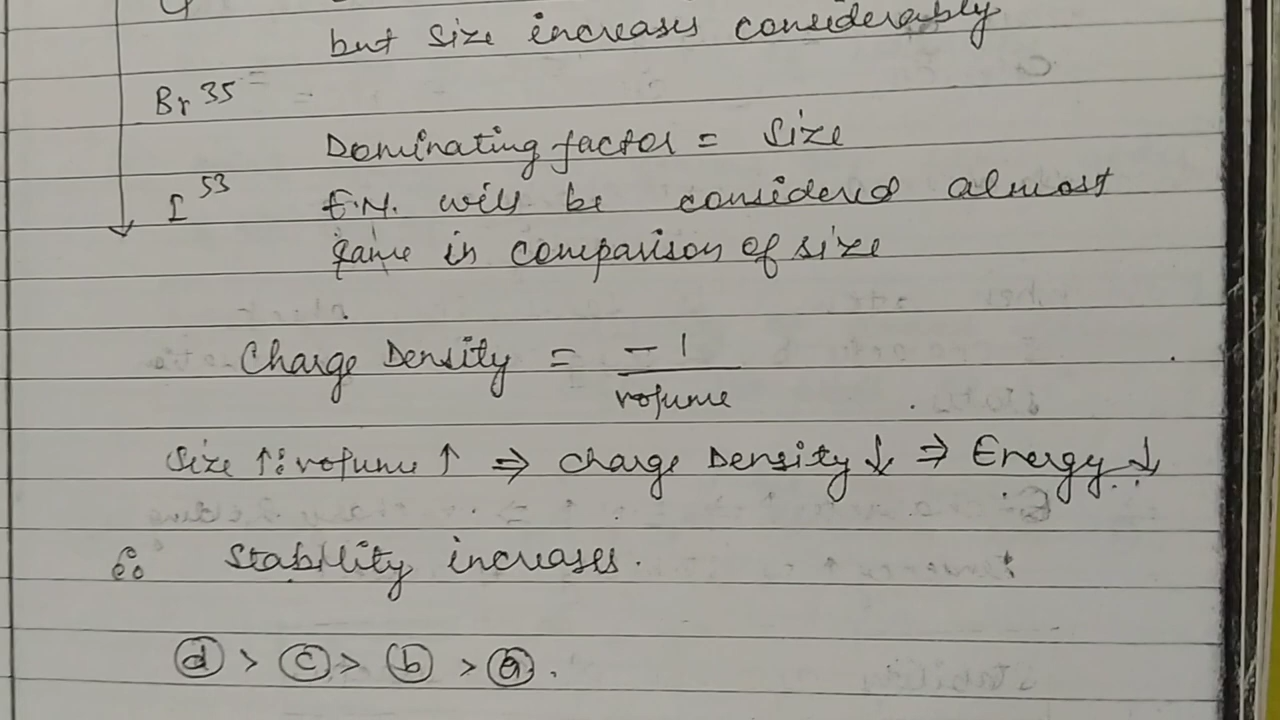 but size increases considerably
Br 35
Dominating factor = Size
I 53
E.N. will be considered almost
same in comparison of size
Charge Density = -1 / volume
Size ↑ : volume ↑ ⇒ charge Density ↓ ⇒ Energy ↓
∴ Stability increases.
(d) > (c) > (b) > (a).